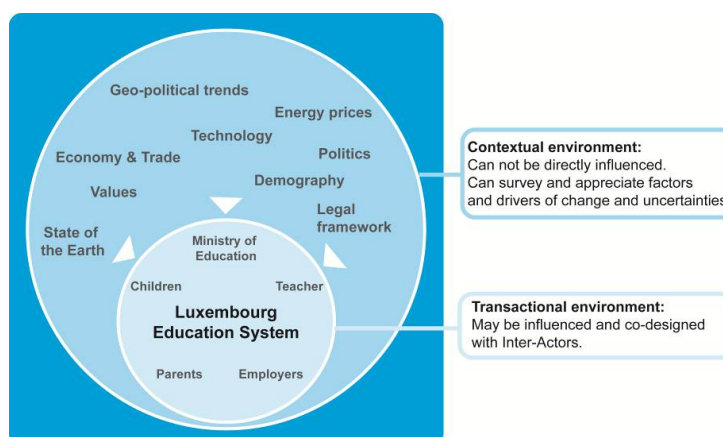 Geo-political trends
Energy prices
Technology
Economy & Trade
Politics
Values
Demography
Legal
framework
State of
the Earth
Ministry of
Education
Children
Teacher
Luxembourg
Education System
Parents
Employers
Contextual environment:
Can not be directly influenced.
Can survey and appreciate factors
and drivers of change and uncertainties
Transactional environment:
May be influenced and co-designed
with Inter-Actors.